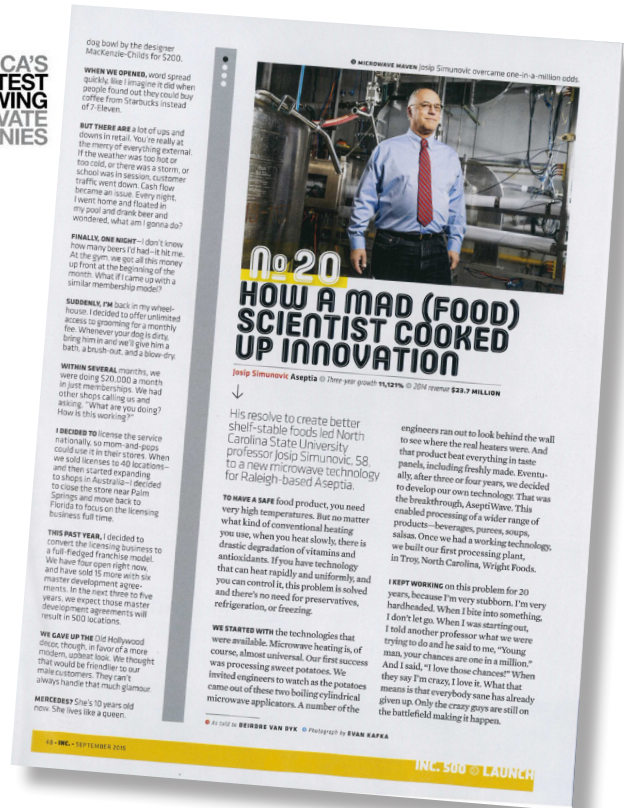 CA'S
TEST
WING
VATE
NIES
dog bowl by the designer
MacKenzie-Childs for $200.
WHEN WE OPENED, word spread
quickly, like I imagine it did when
people found out they could buy
coffee from Starbucks instead
of 7-Eleven.
BUT THERE ARE a lot of ups and
downs in retail. You're really at
the mercy of everything external.
If the weather was too hot or
too cold, or there was a storm, or
school was in session, customer
traffic went down. Cash flow
became an issue. Every night,
I went home and floated in
my pool and drank beer and
wondered, what am I gonna do?
FINALLY, ONE NIGHT—I don't know
how many beers I'd had—it hit me.
At the gym, we got all this money
up front at the beginning of the
month. What if I came up with a
similar membership model?
SUDDENLY, I'M back in my wheel-
house. I decided to offer unlimited
access to grooming for a monthly
fee. Whenever your dog is dirty,
bring him in and we'll give him a
bath, a brush-out, and a blow-dry.
WITHIN SEVERAL months, we
were doing $20,000 a month
in just memberships. We had
other shops calling us and
asking, "What are you doing?
How is this working?"
I DECIDED TO license the service
nationally, so mom-and-pops
could use it in their stores. When
we sold licenses to 40 locations—
and then started expanding
to shops in Australia—I decided
to close the store near Palm
Springs and move back to
Florida to focus on the licensing
business full time.
THIS PAST YEAR, I decided to
convert the licensing business to
a full-fledged franchise model.
We have four open right now,
and have sold 15 more with six
master development agree-
ments. In the next three to five
years, we expect those master
development agreements will
result in 500 locations.
WE GAVE UP THE Old Hollywood
décor, though, in favor of a more
modern, upbeat look. We thought
that would be friendlier to our
male customers. They can't
always handle that much glamour.
MERCEDES? She's 10 years old
now. She lives like a queen.
MICROWAVE MAVEN Josip Simunovic overcame one-in-a-million odds.
No 20
HOW A MAD (FOOD)
SCIENTIST COOKED
UP INNOVATION
Josip Simunovic Aseptia Three-year growth 11,121% 2014 revenue $23.7 MILLION
His resolve to create better
shelf-stable foods led North
Carolina State University
professor Josip Simunovic, 58,
to a new microwave technology
for Raleigh-based Aseptia.
TO HAVE A SAFE food product, you need
very high temperatures. But no matter
what kind of conventional heating
you use, when you heat slowly, there is
drastic degradation of vitamins and
antioxidants. If you have technology
that can heat rapidly and uniformly, and
you can control it, this problem is solved
and there's no need for preservatives,
refrigeration, or freezing.
WE STARTED WITH the technologies that
were available. Microwave heating is, of
course, almost universal. Our first success
was processing sweet potatoes. We
invited engineers to watch as the potatoes
came out of these two boiling cylindrical
microwave applicators. A number of the
engineers ran out to look behind the wall
to see where the real heaters were. And
that product beat everything in taste
panels, including freshly made. Eventu-
ally, after three or four years, we decided
to develop our own technology. That was
the breakthrough, AseptiWave. This
enabled processing of a wider range of
products—beverages, purees, soups,
salsas. Once we had a working technology,
we built our first processing plant,
in Troy, North Carolina, Wright Foods.
I KEPT WORKING on this problem for 20
years, because I'm very stubborn. I'm very
hardheaded. When I bite into something,
I don't let go. When I was starting out,
I told another professor what we were
trying to do and he said to me, "Young
man, your chances are one in a million."
And I said, "I love those chances!" When
they say I'm crazy, I love it. What that
means is that everybody sane has already
given up. Only the crazy guys are still on
the battlefield making it happen.
As told to DEIRDRE VAN DYK Photograph by EVAN KAFKA
48 - INC. - SEPTEMBER 2015
INC. 500 LAUNCH